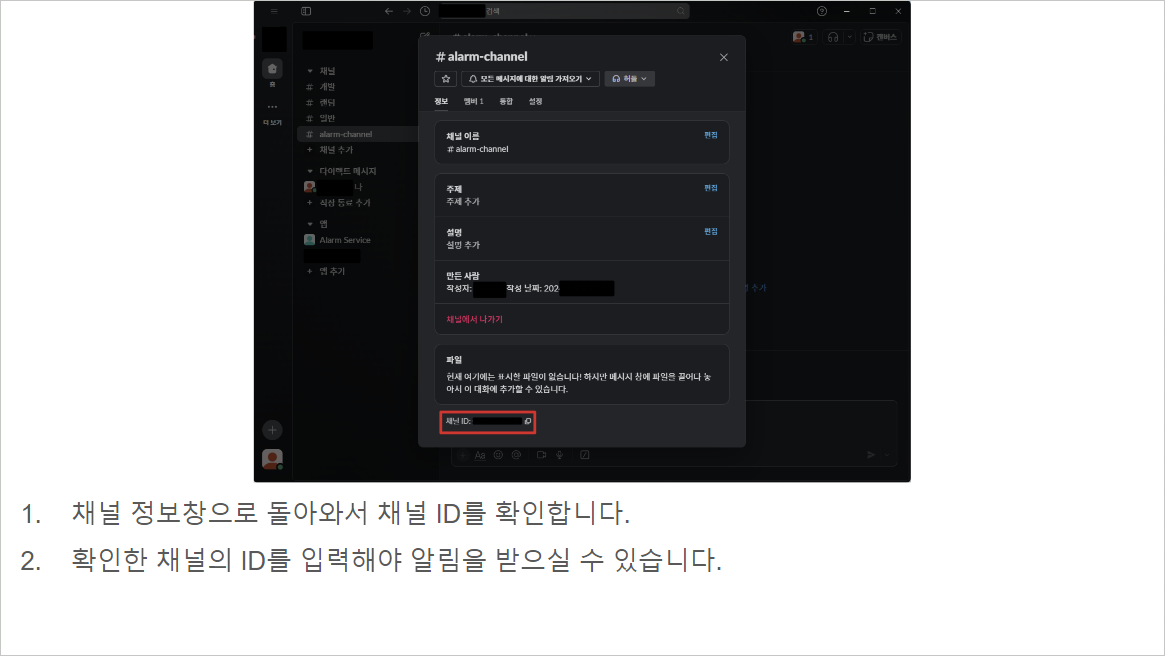 검색
# alarm-channel
1
캔버스
홈
더 보기
채널
# 개발
# 랜덤
# 일반
# alarm-channel
+ 채널 추가
다이렉트 메시지
나
+ 직장 동료 추가
앱
Alarm Service
+ 앱 추가
# alarm-channel
모든 메시지에 대한 알림 가져오기
허들
정보 멤버 1 통합 설정
채널 이름 편집
# alarm-channel
주제 편집
주제 추가
설명 편집
설명 추가
만든 사람
작성자: 작성 날짜: 202
채널에서 나가기
파일
현재 여기에는 표시할 파일이 없습니다! 하지만 메시지 창에 파일을 끌어다 놓
아서 이 대화에 추가할 수 있습니다.
채널 ID:
추가
Aa
1. 채널 정보창으로 돌아와서 채널 ID를 확인합니다.
2. 확인한 채널의 ID를 입력해야 알림을 받으실 수 있습니다.